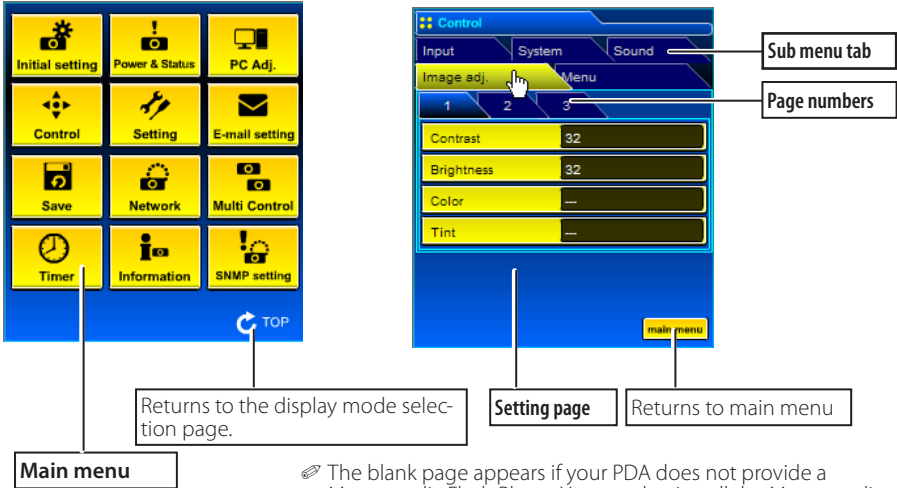 Initial setting
Power & Status
PC Adj.
Control
Setting
E-mail setting
Save
Network
Multi Control
Timer
Information
SNMP setting
TOP
Control
Input
System
Sound
Image adj.
Menu
1
2
3
Contrast
32
Brightness
32
Color
---
Tint
---
main menu
Sub menu tab
Page numbers
Returns to the display mode selec-
tion page.
Setting page
Returns to main menu
Main menu
✐ The blank page appears if your PDA does not provide a